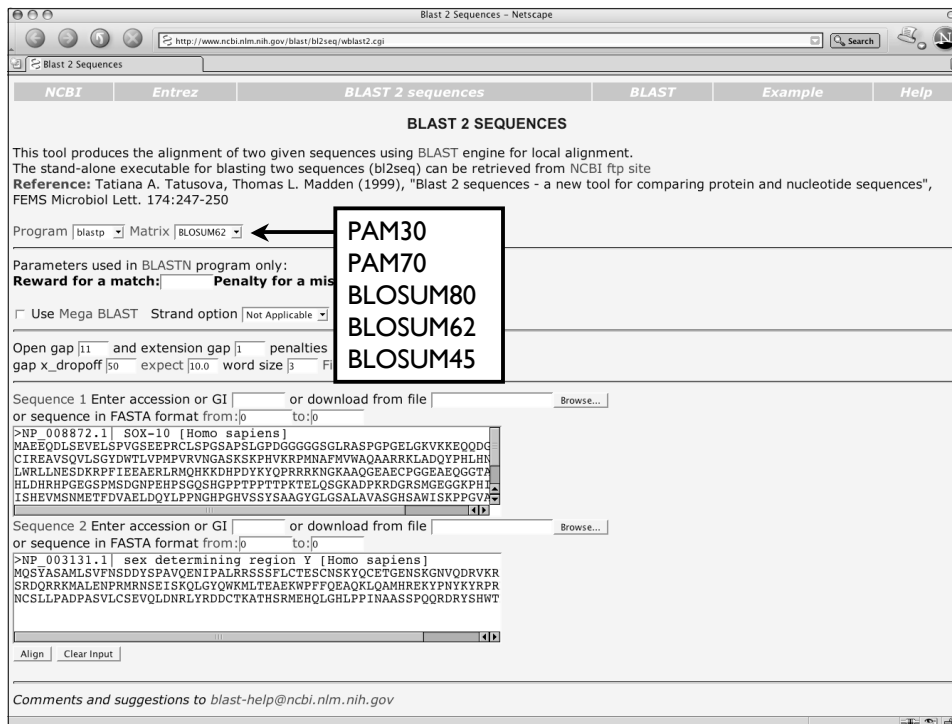 Blast 2 Sequences - Netscape
http://www.ncbi.nlm.nih.gov/blast/bl2seq/wblast2.cgi
Search
N
Blast 2 Sequences
NCBI Entrez BLAST 2 sequences BLAST Example Help
BLAST 2 SEQUENCES
This tool produces the alignment of two given sequences using BLAST engine for local alignment.
The stand-alone executable for blasting two sequences (bl2seq) can be retrieved from NCBI ftp site
Reference: Tatiana A. Tatusova, Thomas L. Madden (1999), "Blast 2 sequences - a new tool for comparing protein and nucleotide sequences",
FEMS Microbiol Lett. 174:247-250
Program blastp Matrix BLOSUM62
PAM30
PAM70
BLOSUM80
BLOSUM62
BLOSUM45
Parameters used in BLASTN program only:
Reward for a match: Penalty for a mis
Use Mega BLAST Strand option Not Applicable
Open gap 11 and extension gap 1 penalties
gap x_dropoff 50 expect 10.0 word size 3 Fi
Sequence 1 Enter accession or GI or download from file Browse...
or sequence in FASTA format from: 0 to: 0
>NP_008872.1| SOX-10 [Homo sapiens]
MAEEQDLSEVELSPVGSEEPRCLSPGSAPSLGPDGGGGGSGLRASPGPGELGKVKKEQQDG
CIREAVSQVLSGYDWTLVPMPVRVNGASKSKPHVKRPMNAFMVWAQAARRKLADQYPHLHN
LWRLLNESDKRPFIEEAERLRMQHKKDHPDYKYQPRRRKNGKAAQGEAECPGGEAEQGGTA
HLDHRHPGEGSPMSDGNPEHPSGQSHGPPTPPTTPKTELQSGKADPKRDGRSMGEGGKPHI
ISHEVMSNMETFDVAELDQYLPPNGHPGHVSSYSAAGYGLGSALAVASGHSAWISKPPGVA
Sequence 2 Enter accession or GI or download from file Browse...
or sequence in FASTA format from: 0 to: 0
>NP_003131.1| sex determining region Y [Homo sapiens]
MQSYASAMLSVFNSDDYSPAVQENIPALRRSSSFLCTESCNSKYQCETGENSKGNVQDRVKR
SRDQRRKMALENPRMRNSEISKQLGYQWKMLTEAEKWPFFQEAQKLQAMHREKYPNYKYRPR
NCSLLPADPASVLCSEVQLDNRLYRDDCTKATHSRMEHQLGHLPPINAASSPQQRDRYSHWT
Align Clear Input
Comments and suggestions to blast-help@ncbi.nlm.nih.gov